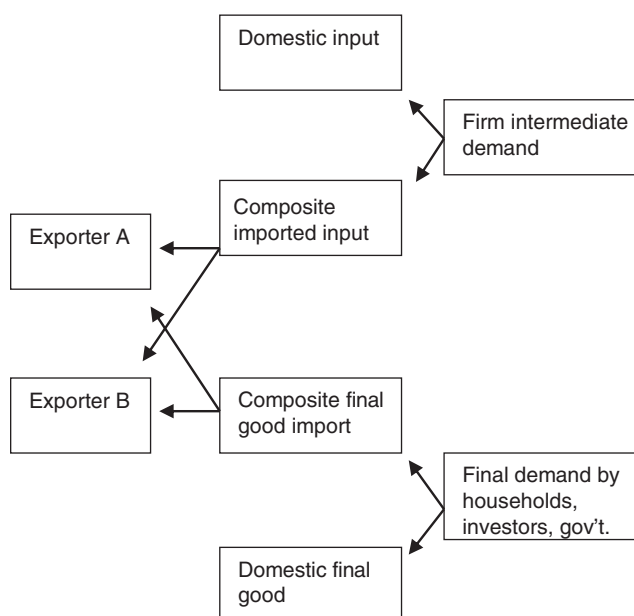 Domestic input
Firm intermediate
demand
Composite
imported input
Exporter A
Exporter B
Composite final
good import
Final demand by
households,
investors, gov't.
Domestic final
good